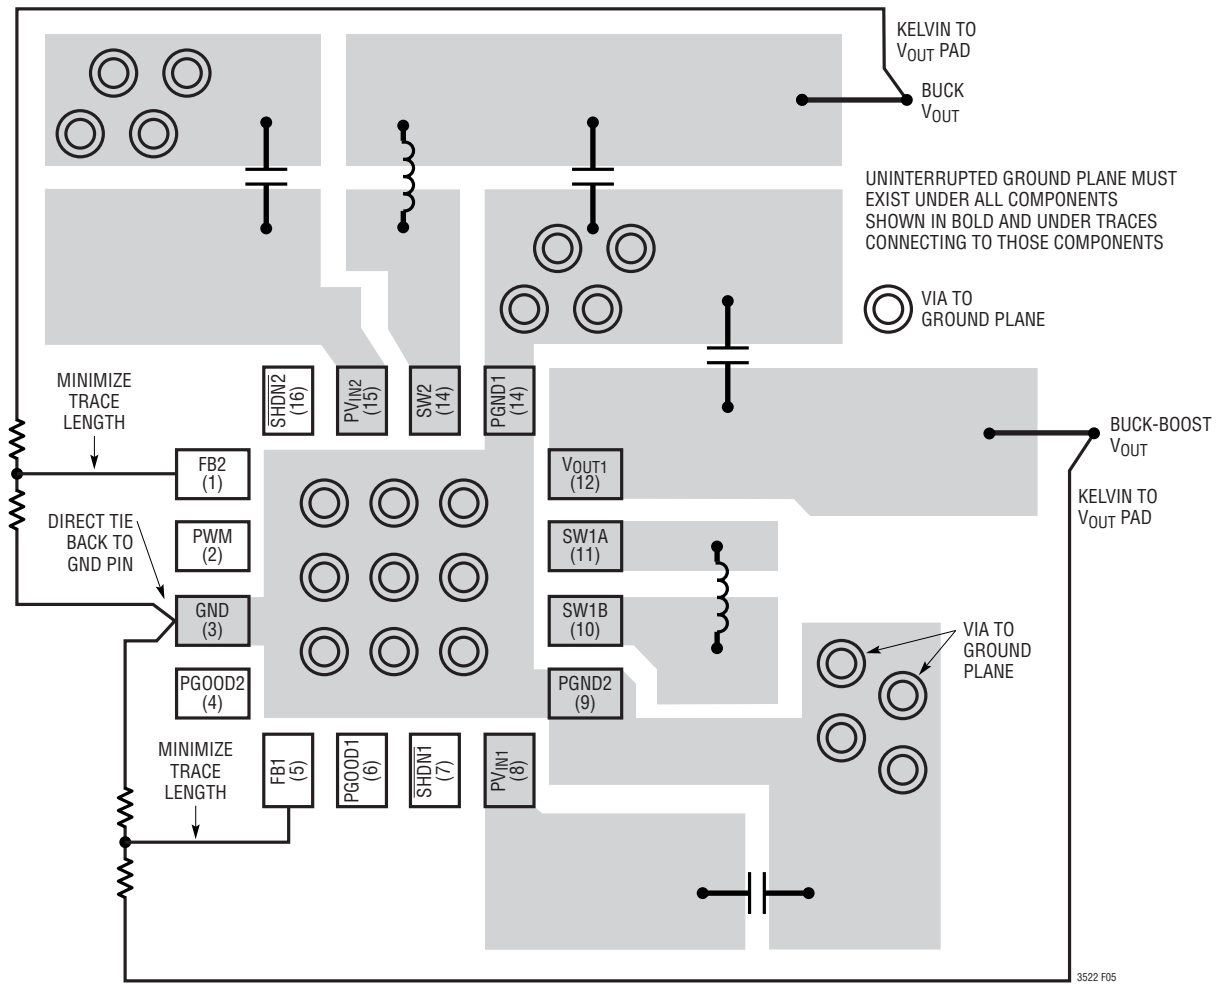 KELVIN TO
VOUT PAD
BUCK
VOUT
UNINTERRUPTED GROUND PLANE MUST
EXIST UNDER ALL COMPONENTS
SHOWN IN BOLD AND UNDER TRACES
CONNECTING TO THOSE COMPONENTS
VIA TO
GROUND PLANE
MINIMIZE
TRACE
LENGTH
SHDN2
(16)
PVIN2
(15)
SW2
(14)
PGND1
(14)
BUCK-BOOST
VOUT
KELVIN TO
VOUT PAD
FB2
(1)
VOUT1
(12)
DIRECT TIE
BACK TO
GND PIN
PWM
(2)
SW1A
(11)
GND
(3)
SW1B
(10)
VIA TO
GROUND
PLANE
PGOOD2
(4)
PGND2
(9)
MINIMIZE
TRACE
LENGTH
FB1
(5)
PGOOD1
(6)
SHDN1
(7)
PVIN1
(8)
3522 F05